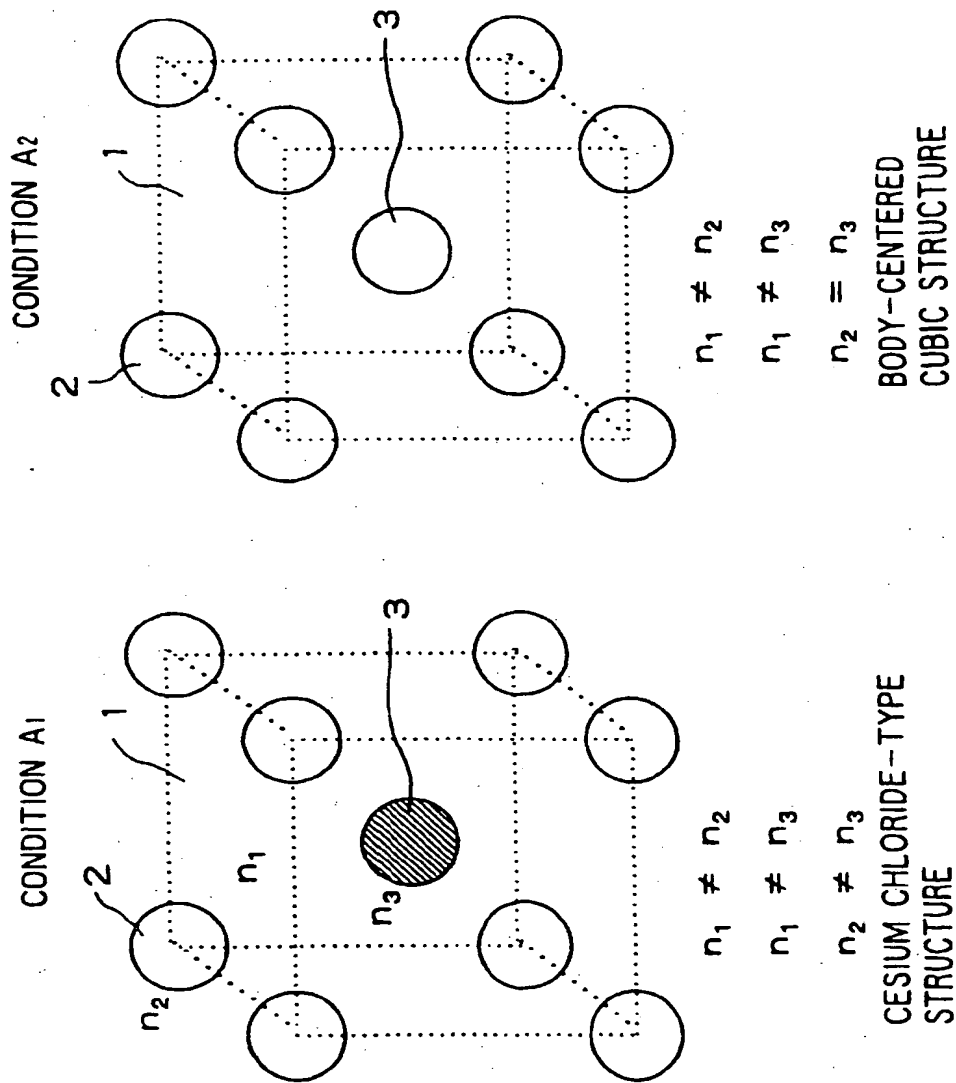 CONDITION A1
2
1
n2
n1
n3
3
n1 ≠ n2
n1 ≠ n3
n2 ≠ n3
CESIUM CHLORIDE-TYPE
STRUCTURE
CONDITION A2
2
1
3
n1 ≠ n2
n1 ≠ n3
n2 = n3
BODY-CENTERED
CUBIC STRUCTURE